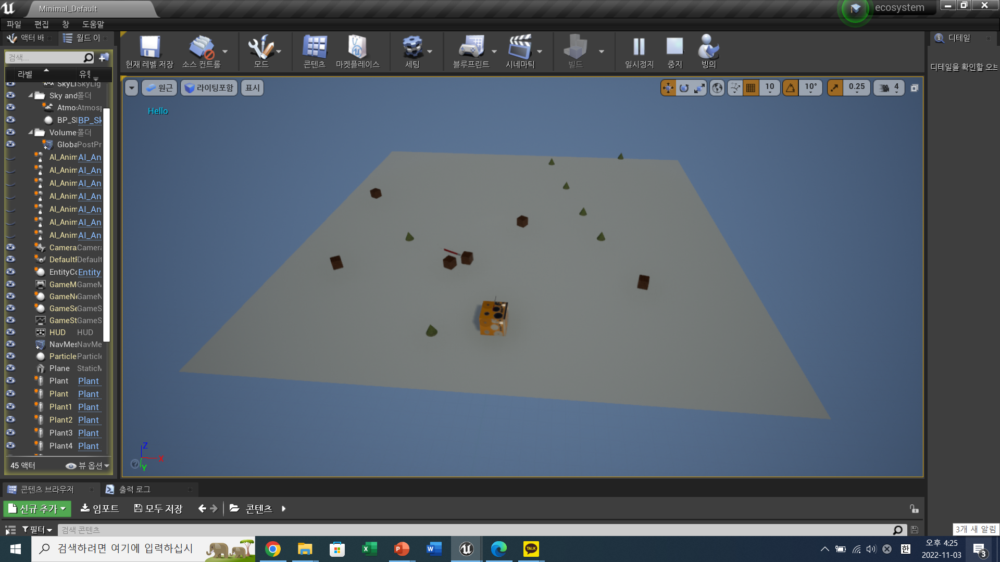 Minimal_Default
ecosystem
파일 편집 창 도움말
액터 배 월드 아 디테일
검색...
라벨 유형
현재 레벨 저장 소스 컨트롤 모드 콘텐츠 마켓플레이스 세팅 블루프린트 시네마틱 빌드 일시정지 중지 빙의
디테일을 확인할 오브
원근 라이팅포함 표시 10 10° 0.25 4
Hello
SkyLi SkyLig
Sky and 폴더
Atmo Atmosp
BP_Sk BP_Sk
Volume 폴더
Globa PostPr
AI_Anim AI_An
AI_Anim AI_An
AI_Anim AI_An
AI_Anim AI_An
AI_Anim AI_An
AI_Anim AI_An
AI_Anim AI_An
Camera Camera
DefaultP Default
EntityCo Entity
GameM GameM
GameNe GameN
GameSe GameS
GameSt GameS
HUD HUD
NavMes NavMe
Particle Particle
Plane StaticM
Plant Plant
Plant Plant
Plant1 Plant
Plant2 Plant
Plant3 Plant
Plant4 Plant
45 액터 뷰 옵션
Z
X
Y
콘텐츠 브라우저 출력 로그
신규 추가 임포트 모두 저장 콘텐츠
필터 검색 콘텐츠
3개 새 알림
검색하려면 여기에 입력하십시
TALK
한
오후 4:25
2022-11-03
3